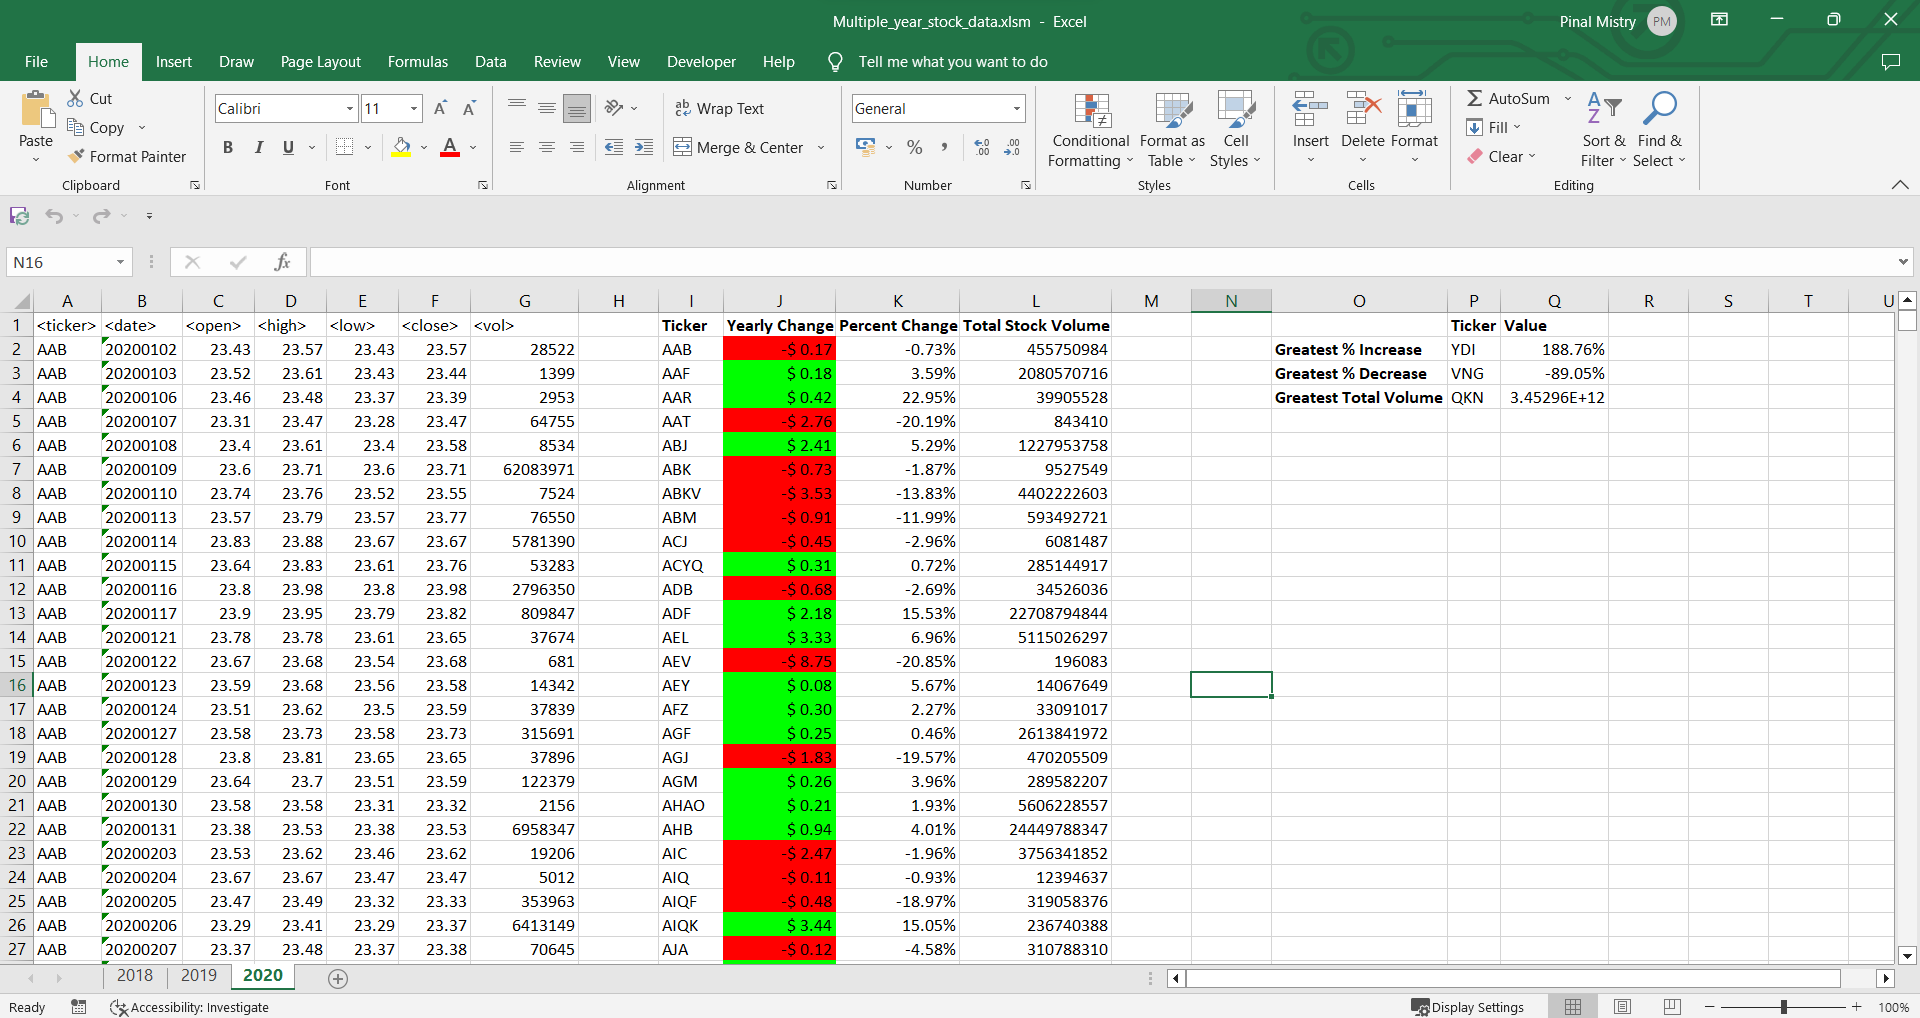 Multiple_year_stock_data.xlsm - Excel
Pinal Mistry PM
File Home Insert Draw Page Layout Formulas Data Review View Developer Help Tell me what you want to do
Paste
Cut
Copy
Format Painter
Clipboard
Calibri 11
B I U
Font
Wrap Text
Merge & Center
Alignment
General
Number
Conditional Formatting
Format as Table
Cell Styles
Styles
Insert
Delete
Format
Cells
AutoSum
Fill
Clear
Sort & Filter
Find & Select
Editing
N16 fx
A B C D E F G H I J K L M N O P Q R S T U
1 <ticker> <date> <open> <high> <low> <close> <vol> Ticker Yearly Change Percent Change Total Stock Volume Ticker Value
2 AAB 20200102 23.43 23.57 23.43 23.57 28522 AAB -$ 0.17 -0.73% 455750984 Greatest % Increase YDI 188.76%
3 AAB 20200103 23.52 23.61 23.43 23.44 1399 AAF $ 0.18 3.59% 2080570716 Greatest % Decrease VNG -89.05%
4 AAB 20200106 23.46 23.48 23.37 23.39 2953 AAR $ 0.42 22.95% 39905528 Greatest Total Volume QKN 3.45296E+12
5 AAB 20200107 23.31 23.47 23.28 23.47 64755 AAT -$ 2.76 -20.19% 843410
6 AAB 20200108 23.4 23.61 23.4 23.58 8534 ABJ $ 2.41 5.29% 1227953758
7 AAB 20200109 23.6 23.71 23.6 23.71 62083971 ABK -$ 0.73 -1.87% 9527549
8 AAB 20200110 23.74 23.76 23.52 23.55 7524 ABKV -$ 3.53 -13.83% 4402222603
9 AAB 20200113 23.57 23.79 23.57 23.77 76550 ABM -$ 0.91 -11.99% 593492721
10 AAB 20200114 23.83 23.88 23.67 23.67 5781390 ACJ -$ 0.45 -2.96% 6081487
11 AAB 20200115 23.64 23.83 23.61 23.76 53283 ACYQ $ 0.31 0.72% 285144917
12 AAB 20200116 23.8 23.98 23.8 23.98 2796350 ADB -$ 0.68 -2.69% 34526036
13 AAB 20200117 23.9 23.95 23.79 23.82 809847 ADF $ 2.18 15.53% 22708794844
14 AAB 20200121 23.78 23.78 23.61 23.65 37674 AEL $ 3.33 6.96% 5115026297
15 AAB 20200122 23.67 23.68 23.54 23.68 681 AEV -$ 8.75 -20.85% 196083
16 AAB 20200123 23.59 23.68 23.56 23.58 14342 AEY $ 0.08 5.67% 14067649
17 AAB 20200124 23.51 23.62 23.5 23.59 37839 AFZ $ 0.30 2.27% 33091017
18 AAB 20200127 23.58 23.73 23.58 23.73 315691 AGF $ 0.25 0.46% 2613841972
19 AAB 20200128 23.8 23.81 23.65 23.65 37896 AGJ -$ 1.83 -19.57% 470205509
20 AAB 20200129 23.64 23.7 23.51 23.59 122379 AGM $ 0.26 3.96% 289582207
21 AAB 20200130 23.58 23.58 23.31 23.32 2156 AHAO $ 0.21 1.93% 5606228557
22 AAB 20200131 23.38 23.53 23.38 23.53 6958347 AHB $ 0.94 4.01% 24449788347
23 AAB 20200203 23.53 23.62 23.46 23.62 19206 AIC -$ 2.47 -1.96% 3756341852
24 AAB 20200204 23.67 23.67 23.47 23.47 5012 AIQ -$ 0.11 -0.93% 12394637
25 AAB 20200205 23.47 23.49 23.32 23.33 353963 AIQF -$ 0.48 -18.97% 319058376
26 AAB 20200206 23.29 23.41 23.29 23.37 6413149 AIQK $ 3.44 15.05% 236740388
27 AAB 20200207 23.37 23.48 23.37 23.38 70645 AJA -$ 0.12 -4.58% 310788310
2018 2019 2020
Ready Accessibility: Investigate Display Settings 100%